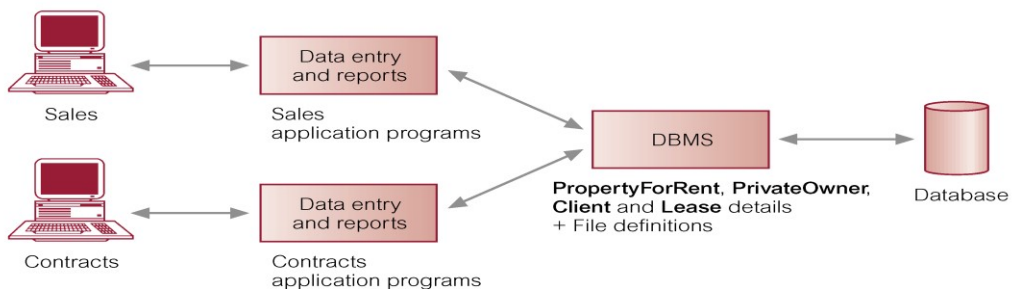 Data entry
and reports
Sales
Sales
application programs
DBMS
PropertyForRent, PrivateOwner,
Client and Lease details
+ File definitions
Database
Data entry
and reports
Contracts
Contracts
application programs